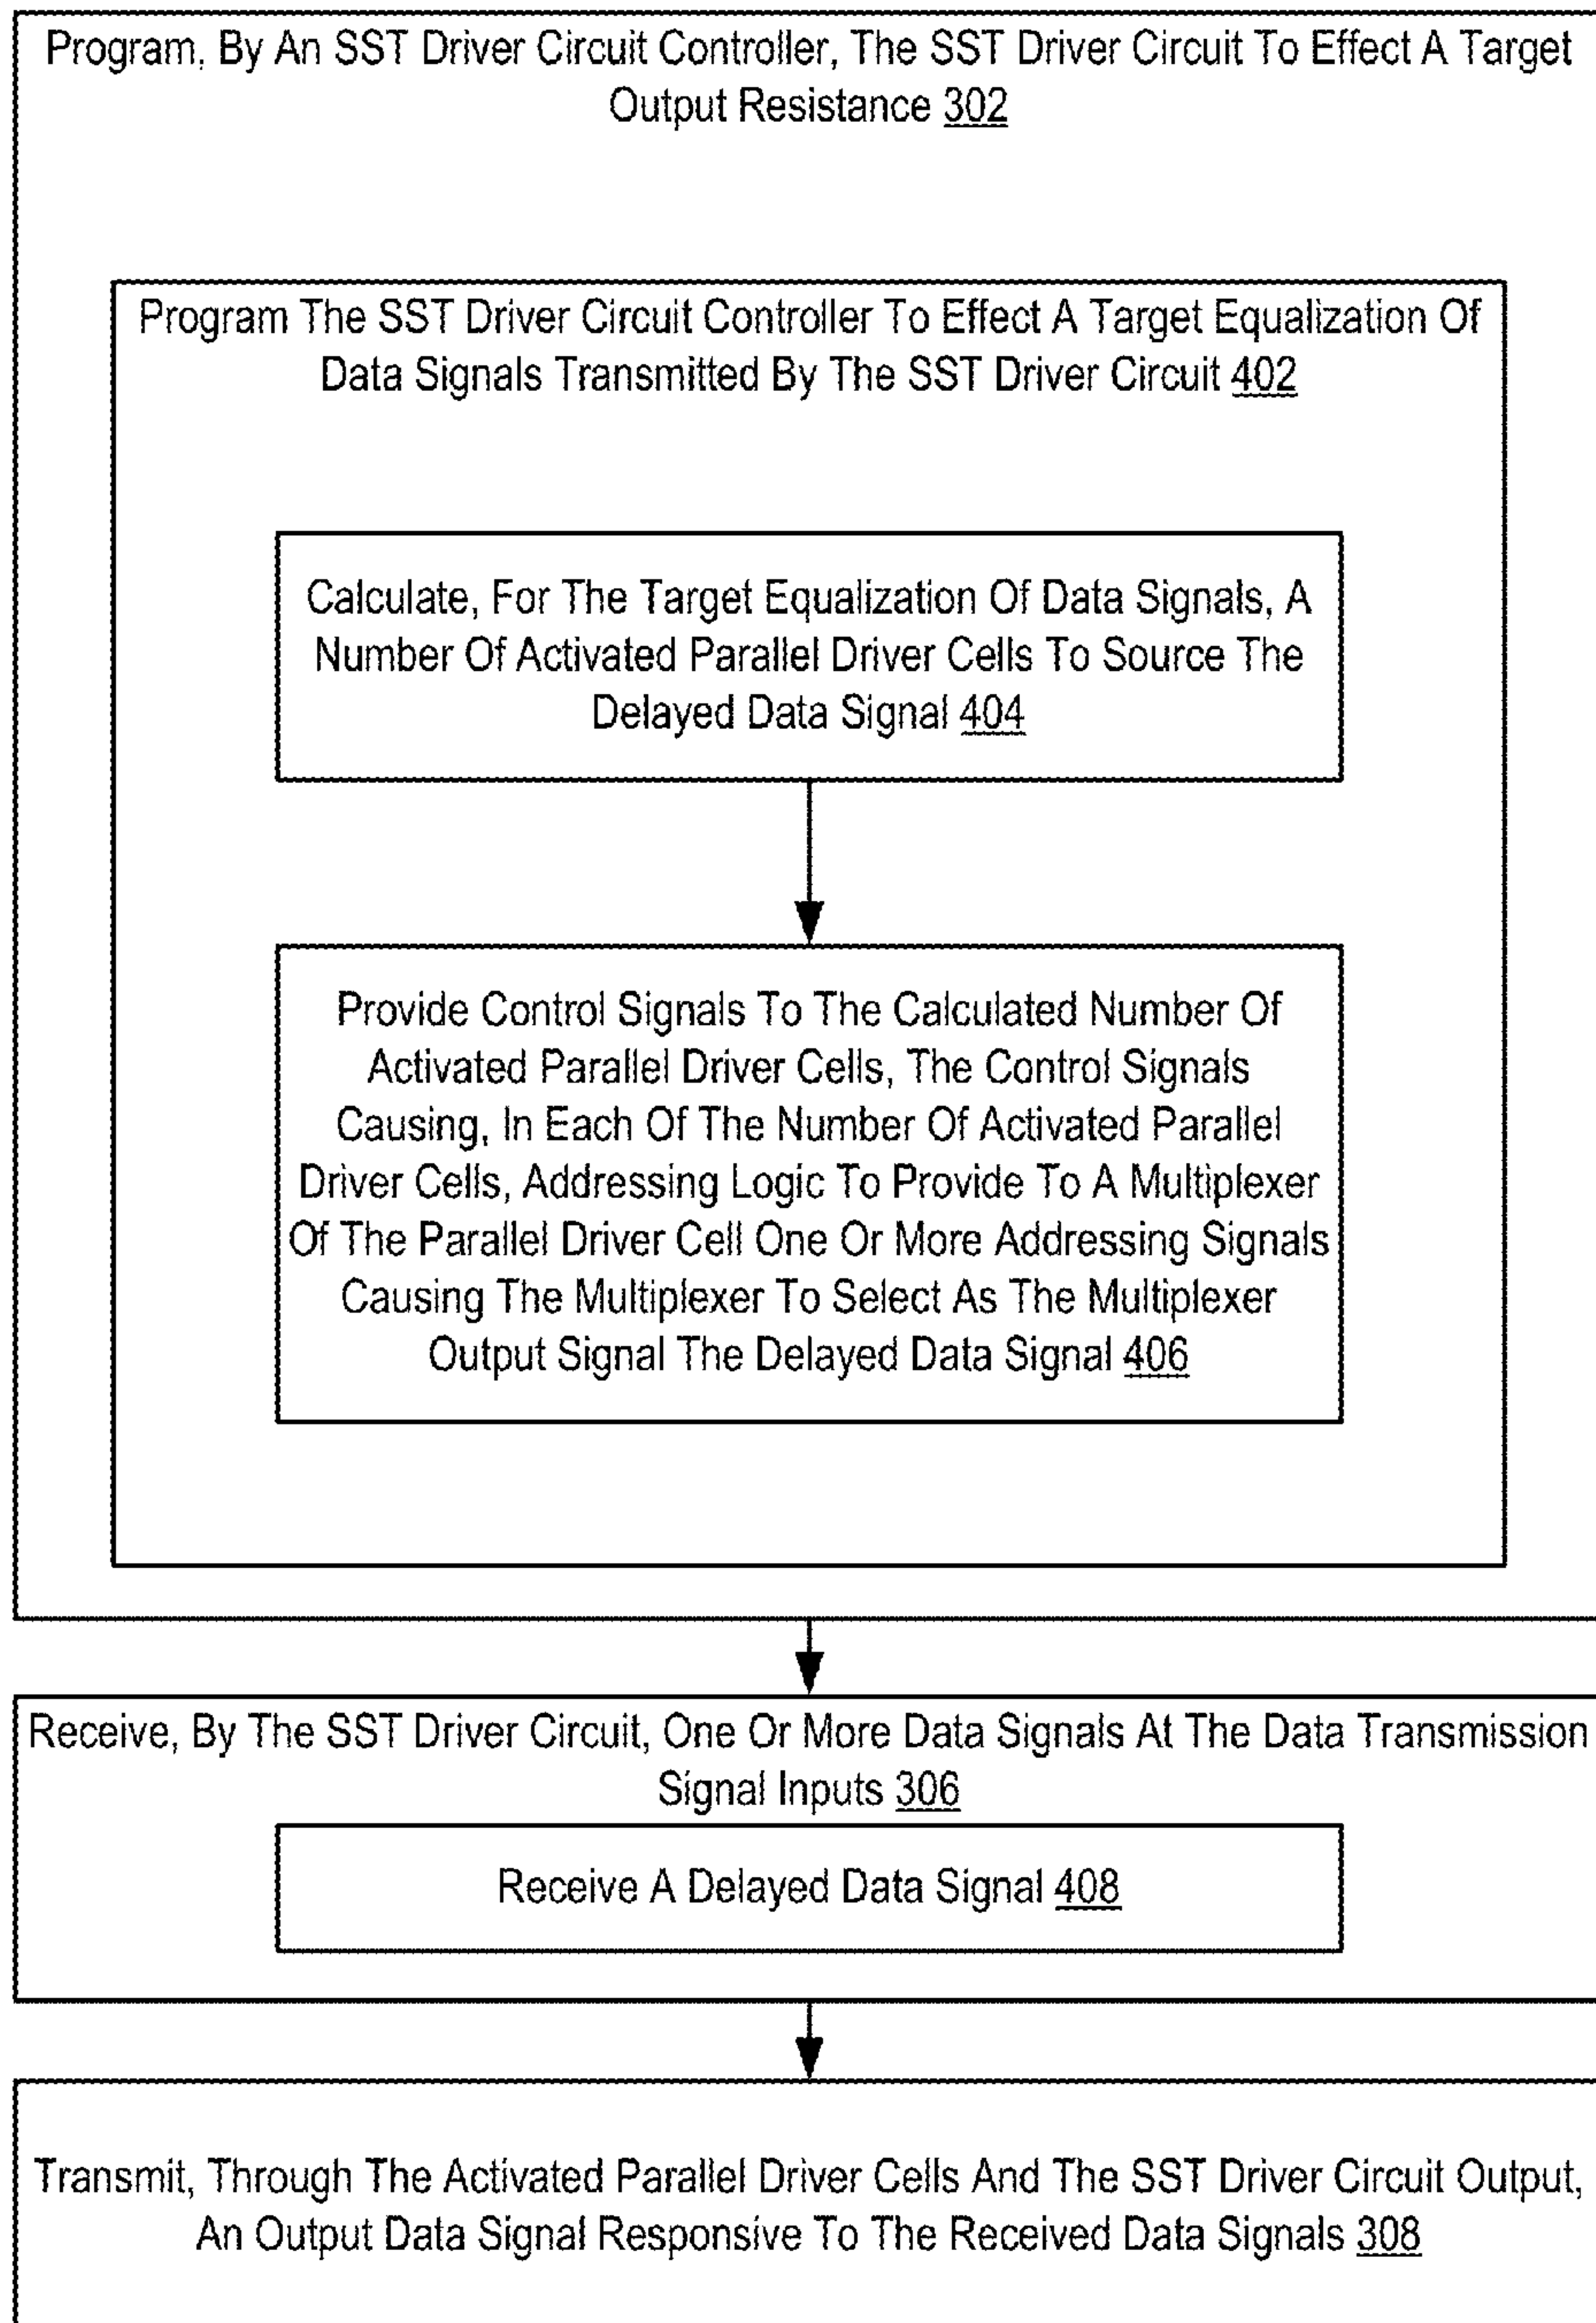 Program, By An SST Driver Circuit Controller, The SST Driver Circuit To Effect A Target
Output Resistance 302
Program The SST Driver Circuit Controller To Effect A Target Equalization Of
Data Signals Transmitted By The SST Driver Circuit 402
Calculate, For The Target Equalization Of Data Signals, A
Number Of Activated Parallel Driver Cells To Source The
Delayed Data Signal 404
Provide Control Signals To The Calculated Number Of
Activated Parallel Driver Cells, The Control Signals
Causing, In Each Of The Number Of Activated Parallel
Driver Cells, Addressing Logic To Provide To A Multiplexer
Of The Parallel Driver Cell One Or More Addressing Signals
Causing The Multiplexer To Select As The Multiplexer
Output Signal The Delayed Data Signal 406
Receive, By The SST Driver Circuit, One Or More Data Signals At The Data Transmission
Signal Inputs 306
Receive A Delayed Data Signal 408
Transmit, Through The Activated Parallel Driver Cells And The SST Driver Circuit Output,
An Output Data Signal Responsive To The Received Data Signals 308